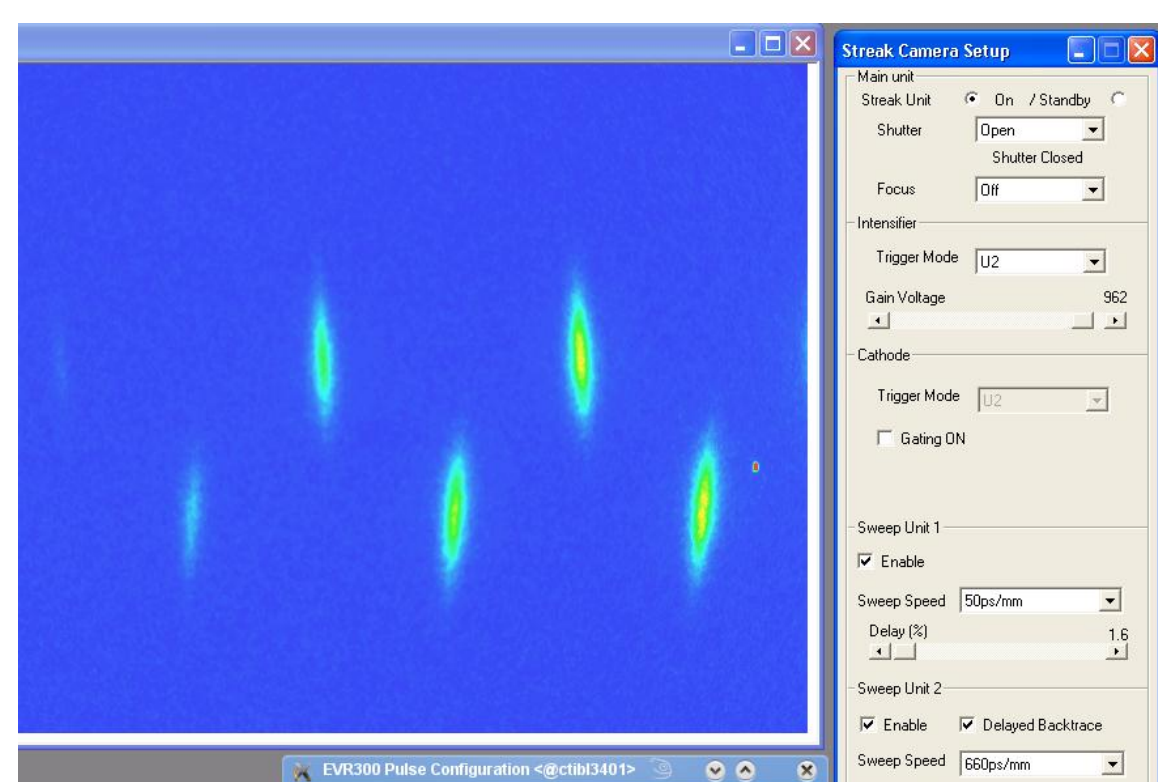 Streak Camera Setup
Main unit
Streak Unit On / Standby
Shutter Open
Shutter Closed
Focus Off
Intensifier
Trigger Mode U2
Gain Voltage 962
Cathode
Trigger Mode U2
Gating ON
Sweep Unit 1
Enable
Sweep Speed 50ps/mm
Delay (%) 1.6
Sweep Unit 2
Enable Delayed Backtrace
Sweep Speed 660ps/mm
EVR300 Pulse Configuration <@ctibl3401>